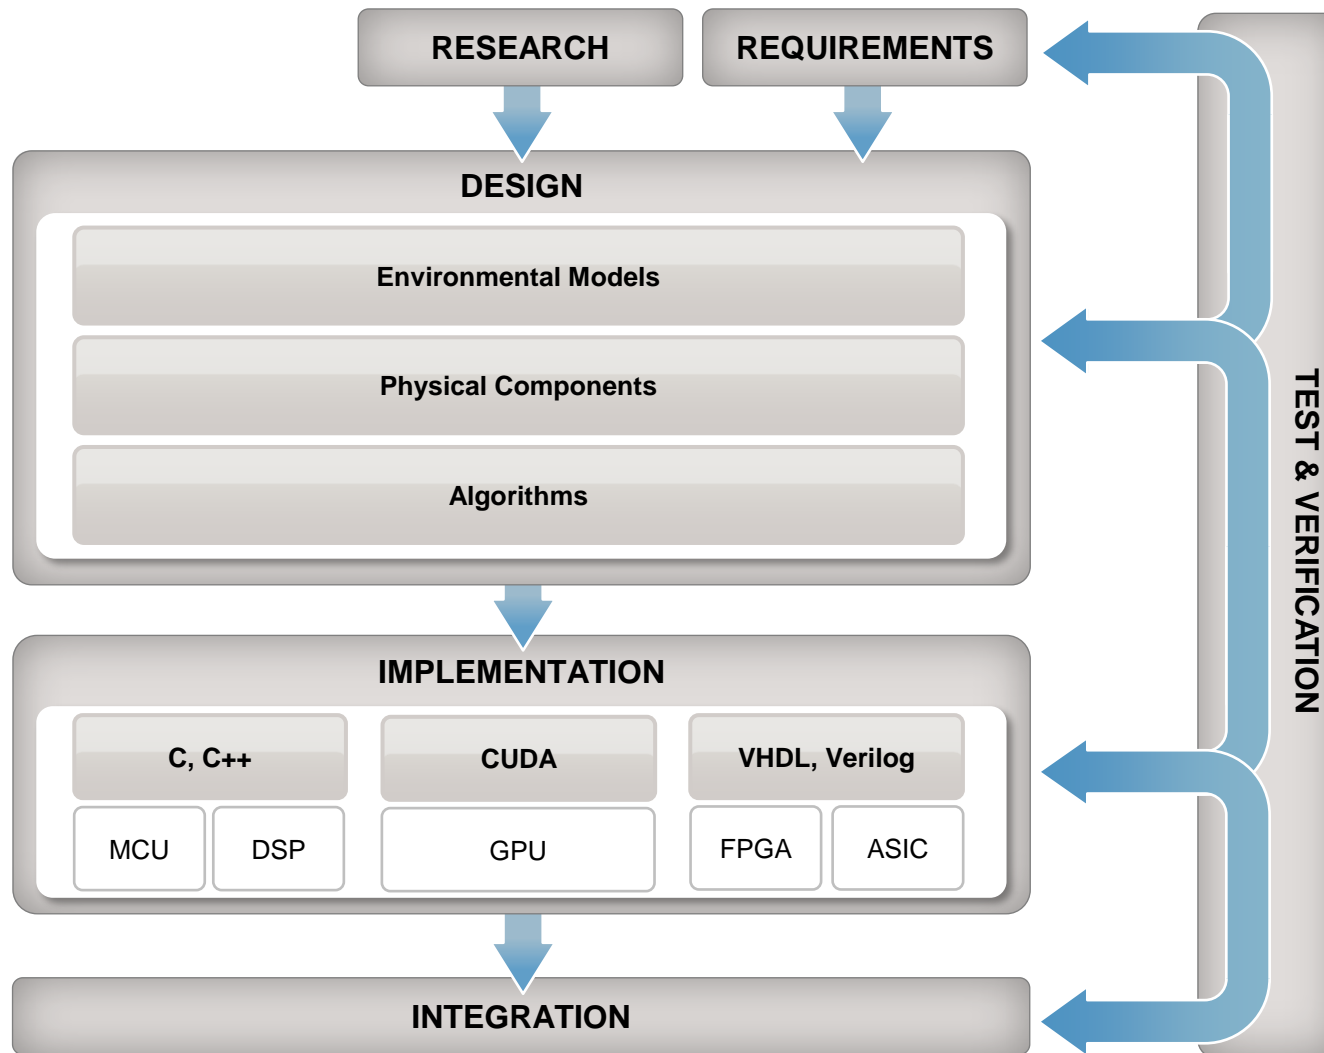 RESEARCH
REQUIREMENTS
DESIGN
Environmental Models
Physical Components
Algorithms
IMPLEMENTATION
C, C++
CUDA
VHDL, Verilog
MCU
DSP
GPU
FPGA
ASIC
INTEGRATION
TEST & VERIFICATION